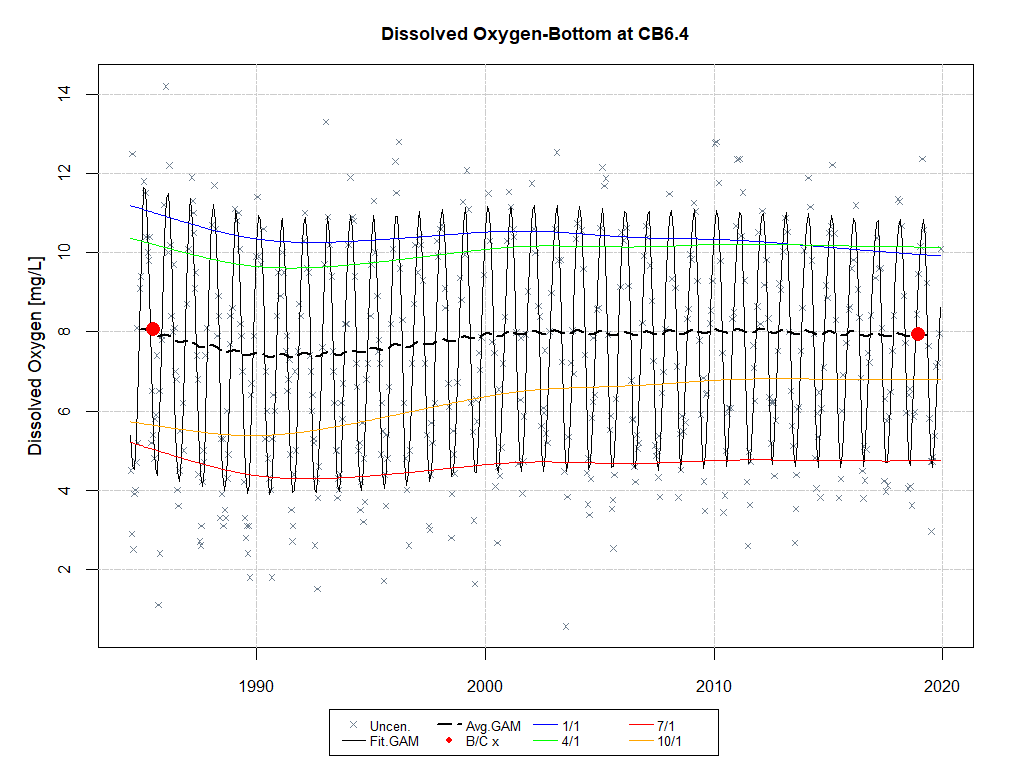 Dissolved Oxygen-Bottom at CB6.4
Dissolved Oxygen [mg/L]
14
12
10
8
6
4
2
1990 2000 2010 2020
Uncen. Avg.GAM 1/1 7/1
Fit.GAM B/C x 4/1 10/1